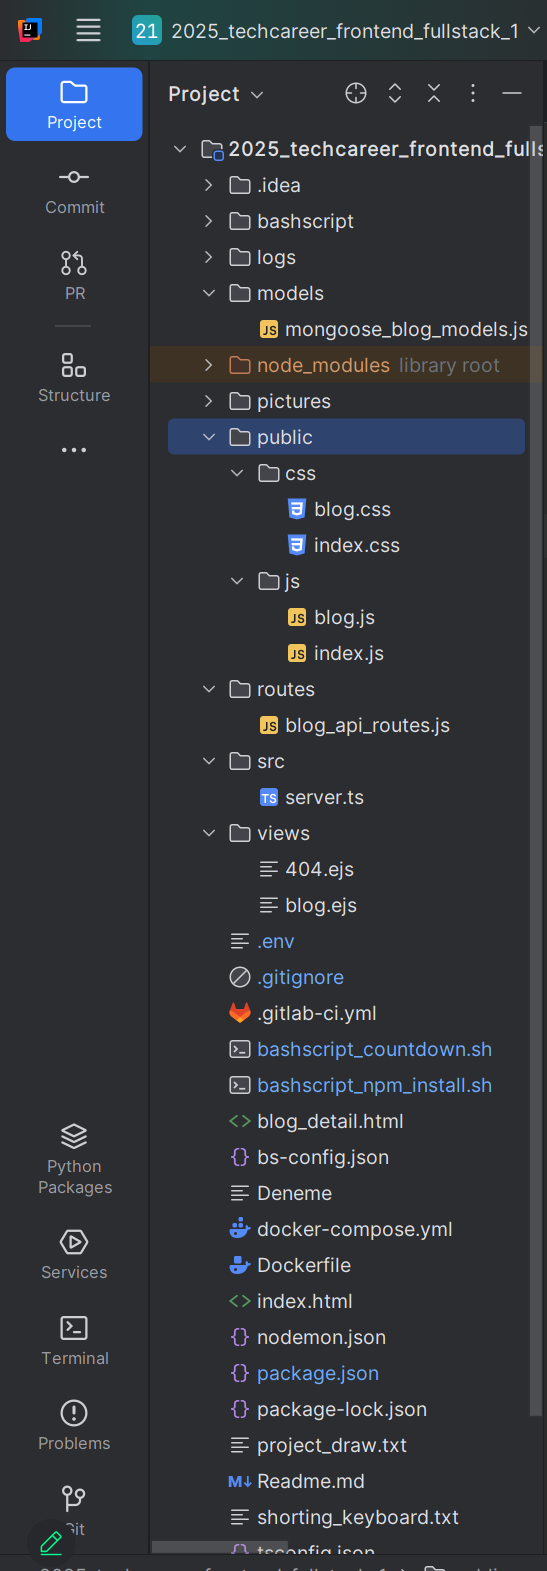 21 2025_techcareer_frontend_fullstack_1
Project
Project
Commit
PR
Structure
2025_techcareer_frontend_fulls
.idea
bashscript
logs
models
mongoose_blog_models.js
node_modules library root
pictures
public
css
blog.css
index.css
js
blog.js
index.js
routes
blog_api_routes.js
src
server.ts
views
404.ejs
blog.ejs
.env
.gitignore
.gitlab-ci.yml
bashscript_countdown.sh
bashscript_npm_install.sh
blog_detail.html
bs-config.json
Deneme
docker-compose.yml
Dockerfile
index.html
nodemon.json
package.json
package-lock.json
project_draw.txt
Readme.md
shorting_keyboard.txt
tsconfig.json
Python
Packages
Services
Terminal
Problems
Git